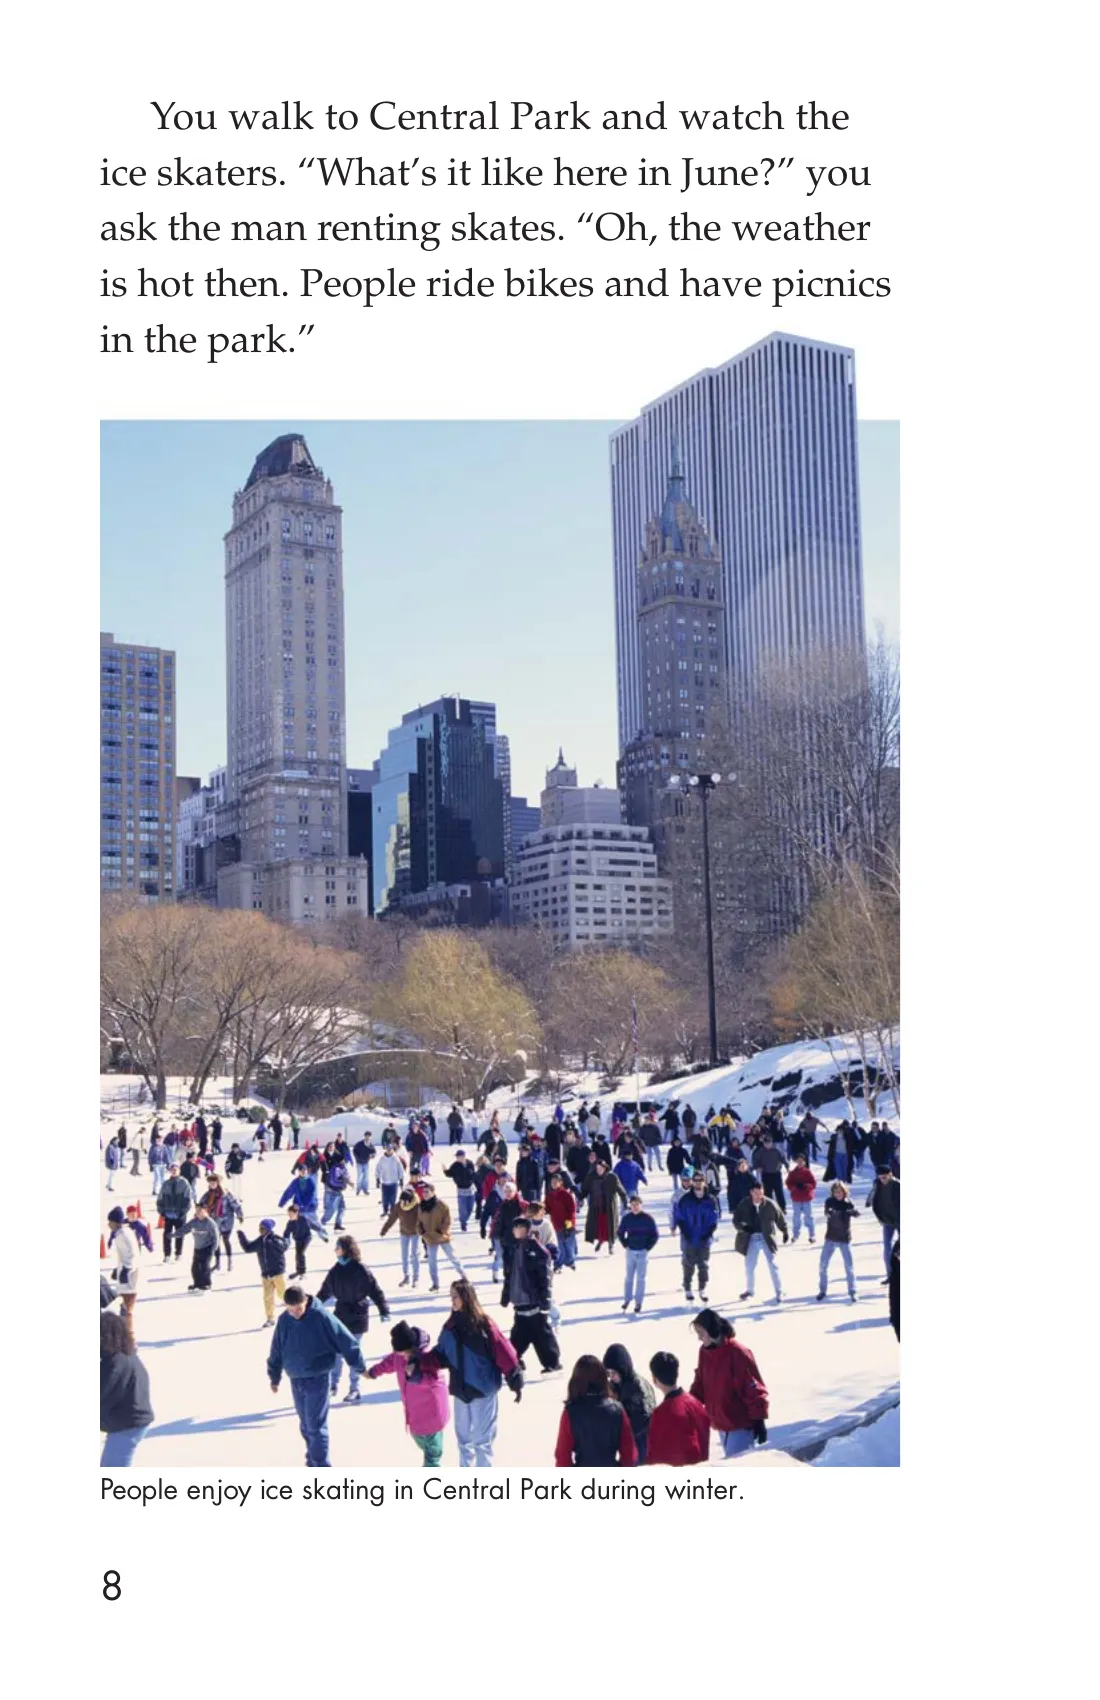 You walk to Central Park and watch the
ice skaters. “What’s it like here in June?” you
ask the man renting skates. “Oh, the weather
is hot then. People ride bikes and have picnics
in the park.”
People enjoy ice skating in Central Park during winter.
8